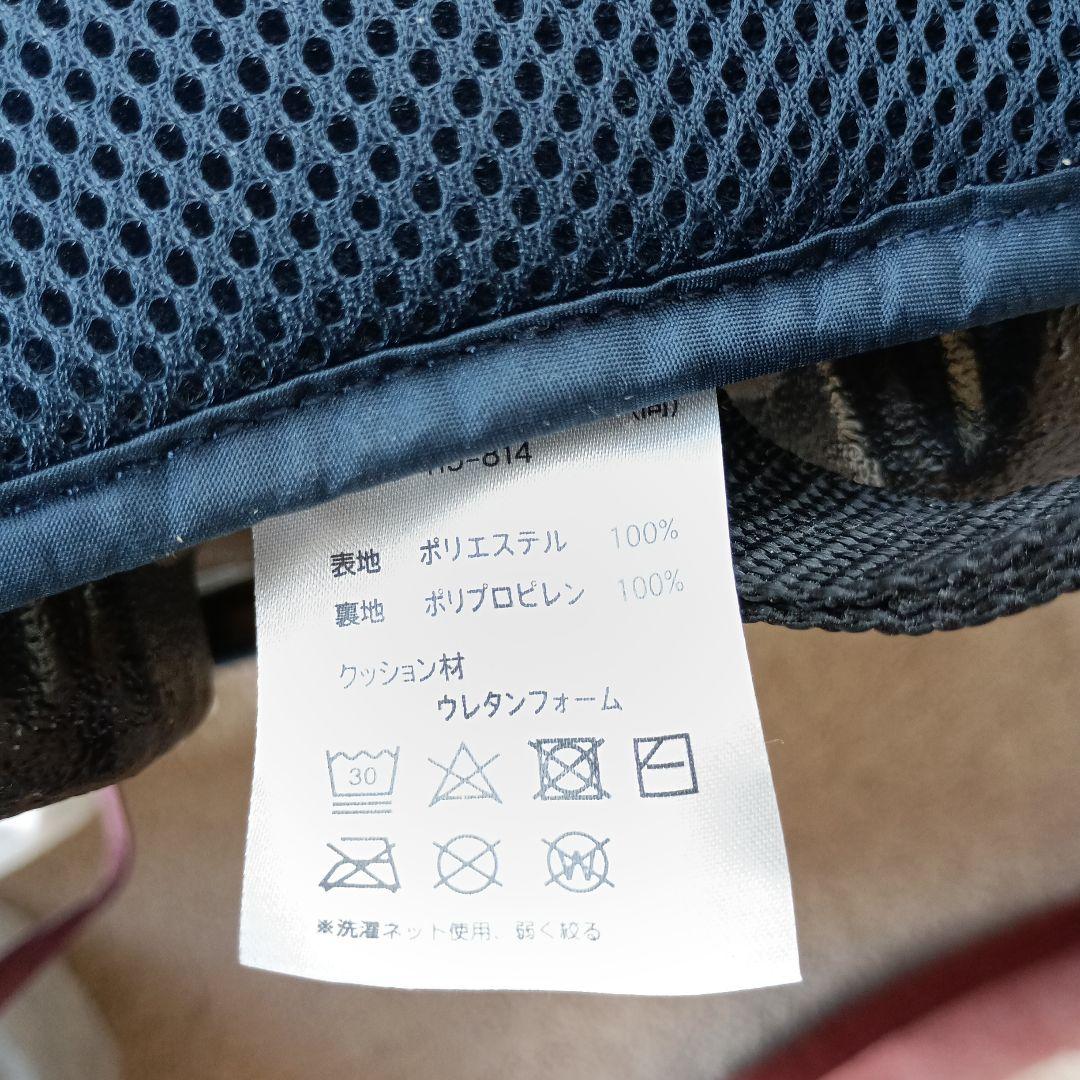 表地 ポリエステル 100%
裏地 ポリプロピレン 100%
クッション材
ウレタンフォーム
30
W
※洗濯ネット使用、弱く絞る